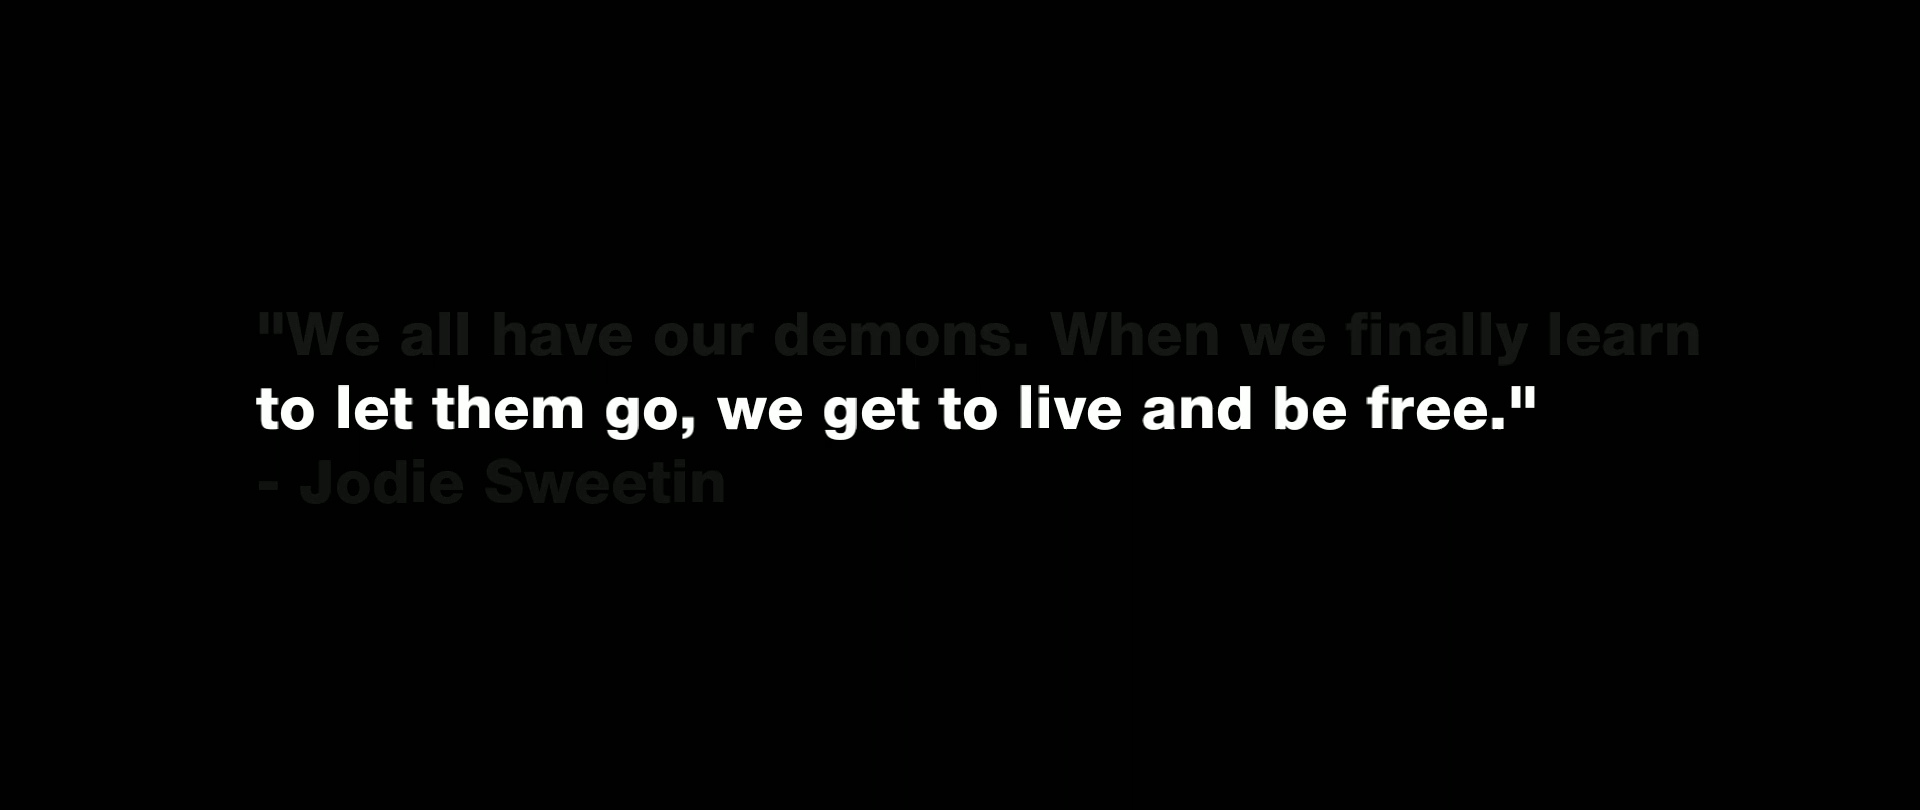 "We all have our demons. When we finally learn
to let them go, we get to live and be free."
- Jodie Sweetin